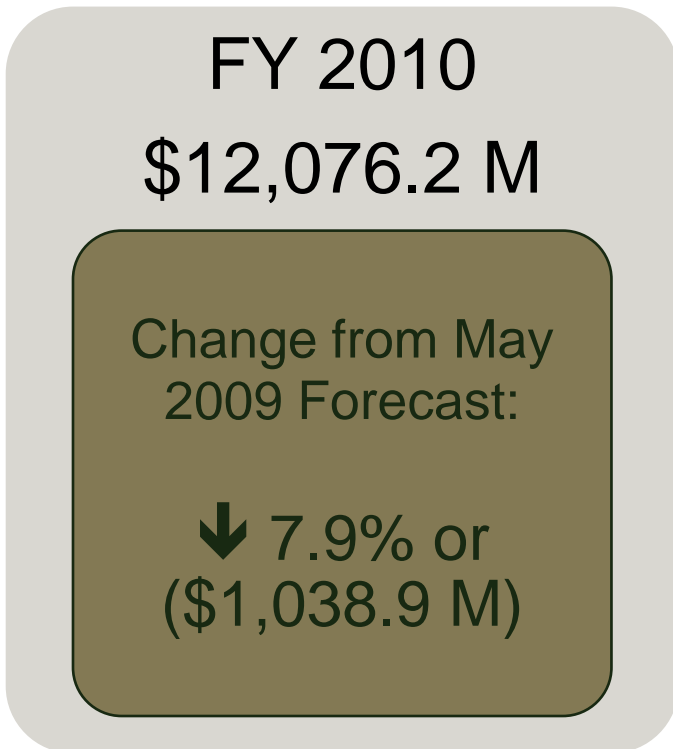 FY 2010
$12,076.2 M
Change from May
2009 Forecast:
🡳 7.9% or
($1,038.9 M)